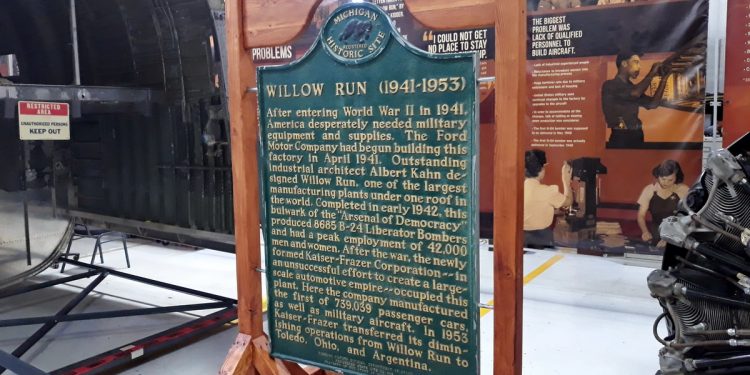 MICHIGAN
REGISTERED
HISTORIC SITE
WILLOW RUN (1941-1953)
After entering World War II in 1941,
America desperately needed military
equipment and supplies. The Ford
Motor Company had begun building this
factory in April 1941. Outstanding
industrial architect Albert Kahn de-
signed Willow Run, one of the largest
manufacturing plants under one roof in
the world. Completed in early 1942, this
bulwark of the "Arsenal of Democracy"
produced 8685 B-24 Liberator Bombers
and had a peak employment of 42,000
men and women. After the war, the newly
formed Kaiser-Frazer Corporation--in
an unsuccessful effort to create a large-
scale automotive empire--occupied this
plant. Here the company manufactured
the first of 739,039 passenger cars,
as well as military aircraft. In 1953
Kaiser-Frazer transferred its dimin-
ishing operations from Willow Run to
Toledo, Ohio, and Argentina.
RESTRICTED
AREA
UNAUTHORIZED PERSONS
KEEP OUT
PROBLEMS
"I COULD NOT GET
NO PLACE TO STAY
THE BIGGEST
PROBLEM WAS
LACK OF QUALIFIED
PERSONNEL TO
BUILD AIRCRAFT.